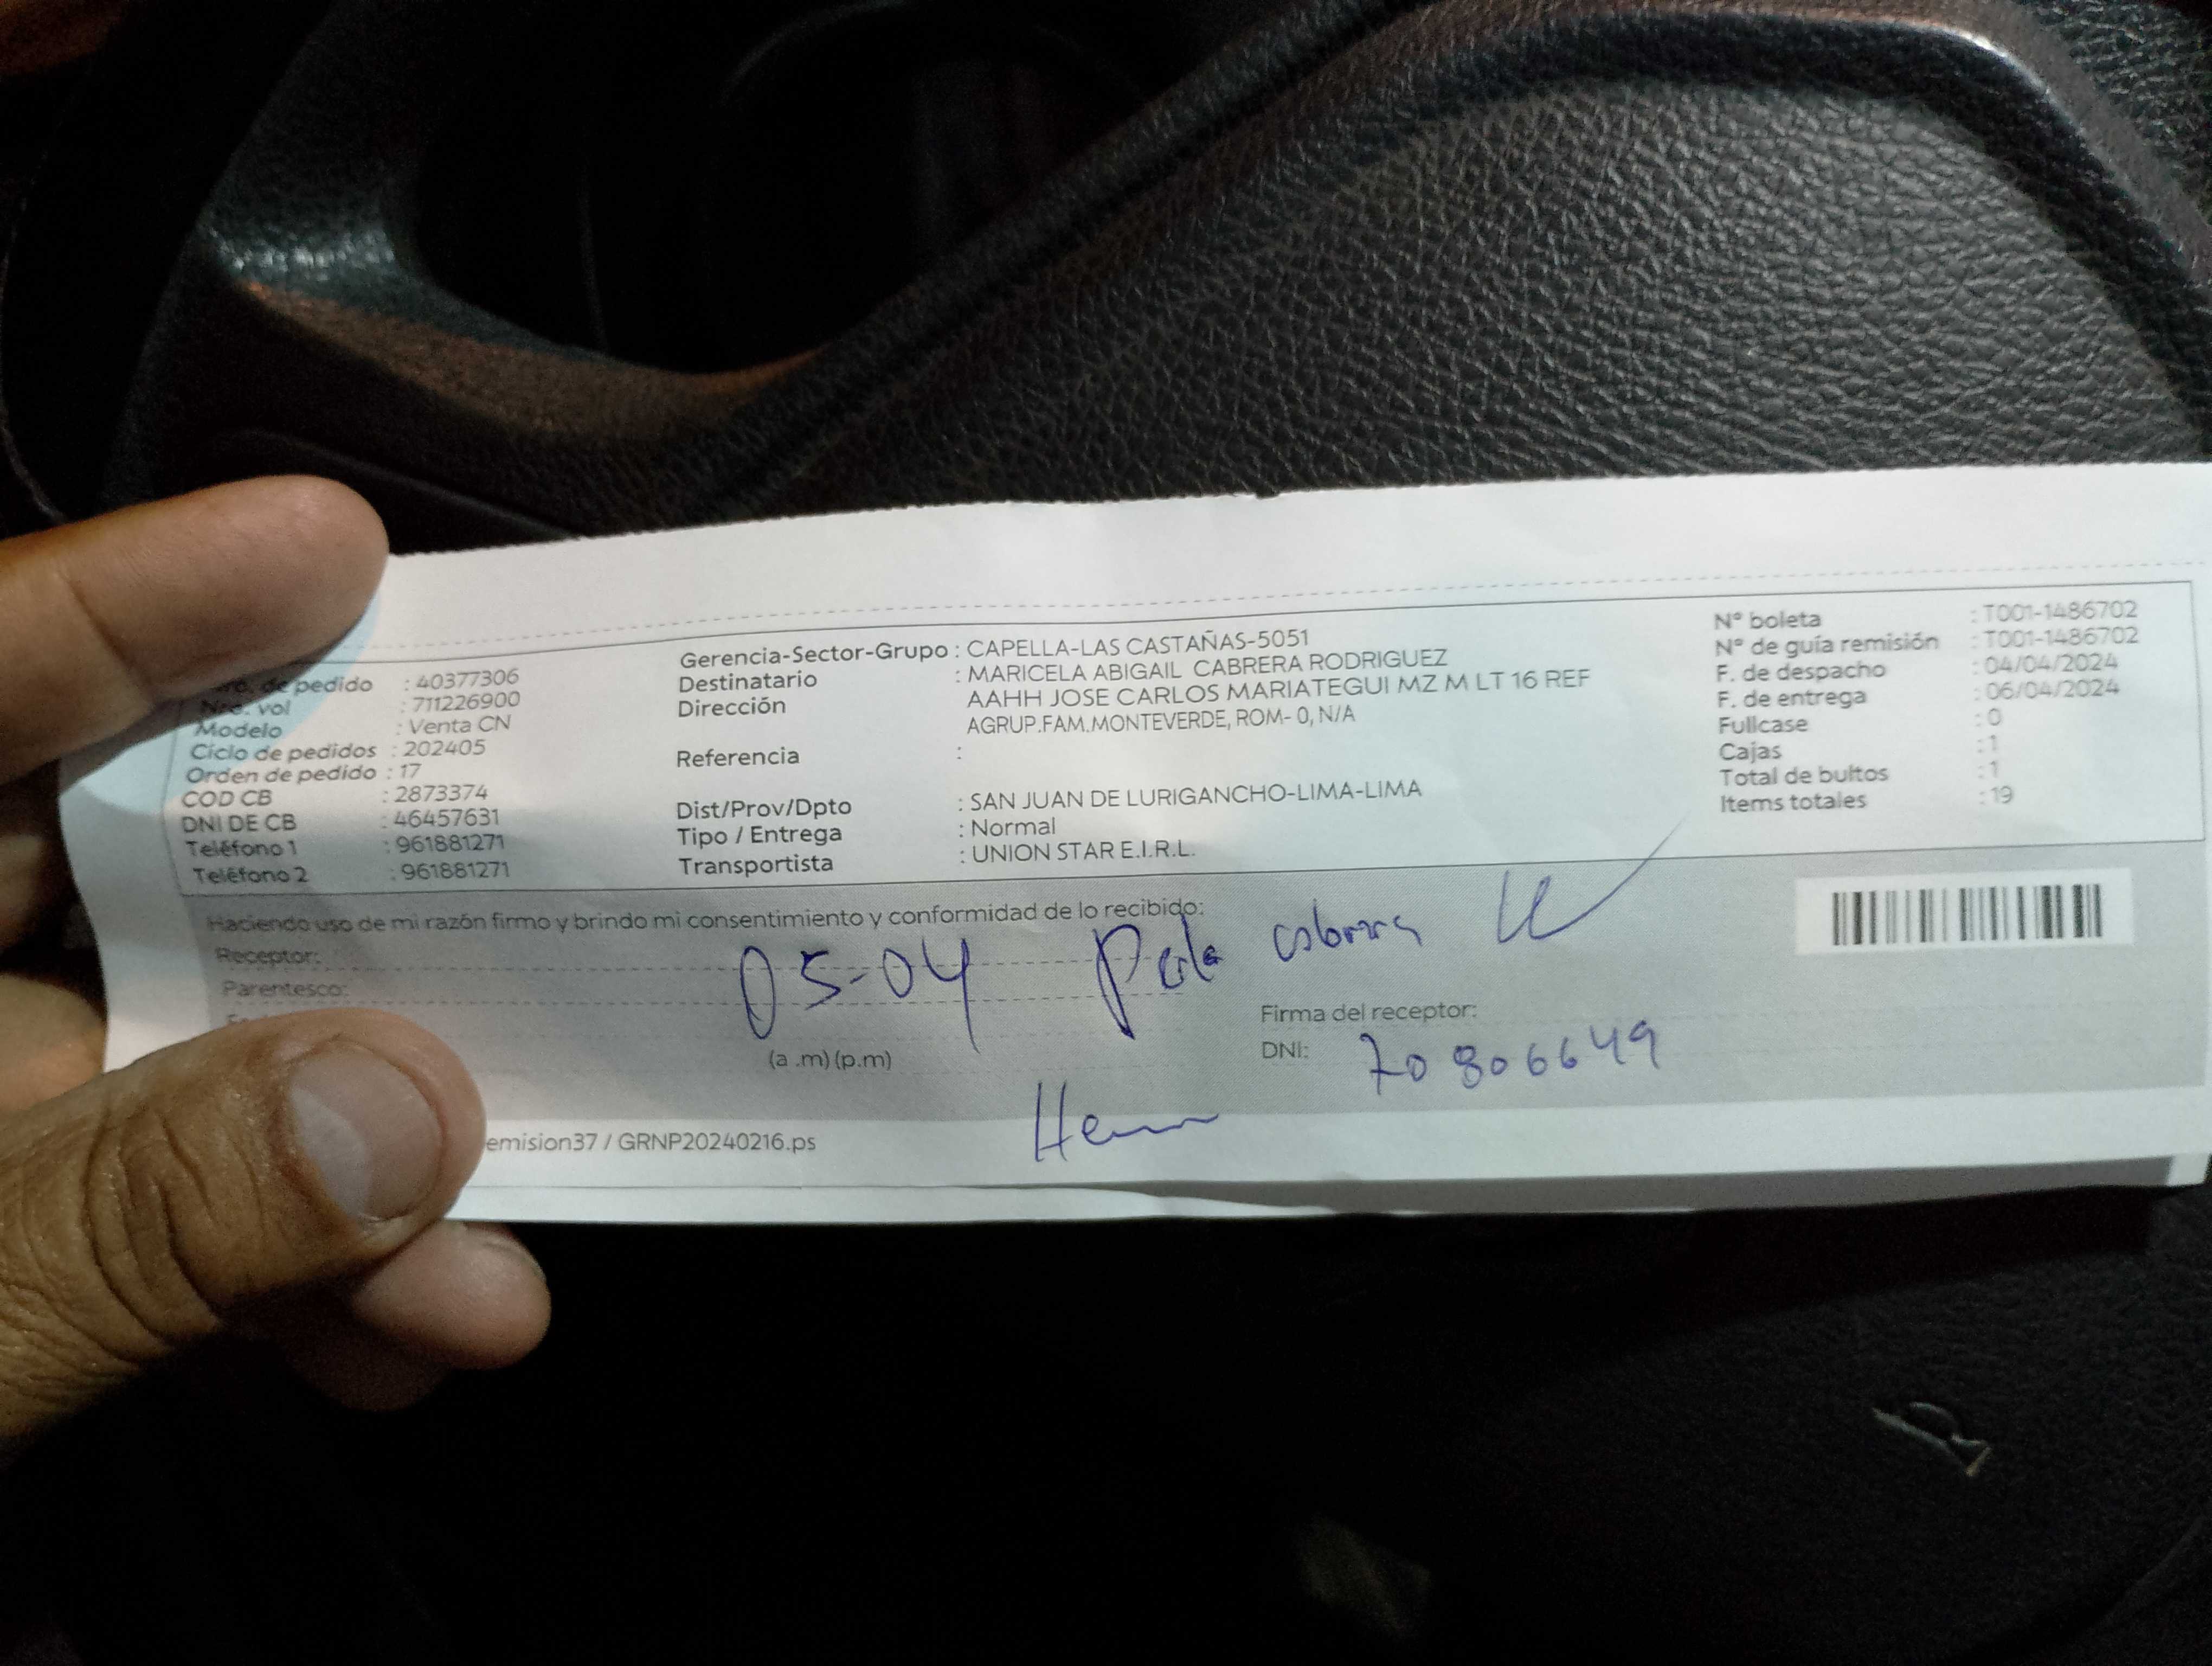 de pedido : 40377306
Nro. vol : 711226900
Modelo : Venta CN
Ciclo de pedidos : 202405
Orden de pedido : 17
COD CB : 2873374
DNI DE CB : 46457631
Teléfono 1 : 961881271
Teléfono 2 : 961881271
Gerencia-Sector-Grupo : CAPELLA-LAS CASTAÑAS-5051
Destinatario : MARICELA ABIGAIL CABRERA RODRIGUEZ
Dirección AAHH JOSE CARLOS MARIATEGUI MZ M LT 16 REF
AGRUP.FAM.MONTEVERDE, ROM- 0, N/A
Referencia :
Dist/Prov/Dpto : SAN JUAN DE LURIGANCHO-LIMA-LIMA
Tipo / Entrega : Normal
Transportista : UNION STAR E.I.R.L.
N° boleta : T001-1486702
N° de guía remisión : T001-1486702
F. de despacho : 04/04/2024
F. de entrega : 06/04/2024
Fullcase : 0
Cajas : 1
Total de bultos : 1
Items totales : 19
Haciendo uso de mi razón firmo y brindo mi consentimiento y conformidad de lo recibido:
Receptor:
05-04
Parentesco:
(a .m) (p.m)
Firma del receptor:
DNI: 70806649
emision37 / GRNP20240216.ps